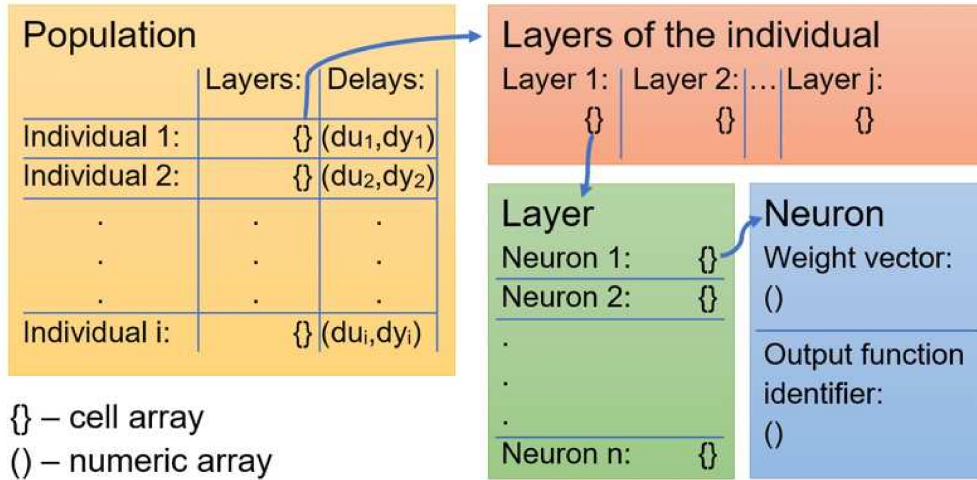 Population
Layers: Delays:
Individual 1: {} (du₁,dy₁)
Individual 2: {} (du₂,dy₂)
. . .
. . .
. . .
Individual i: {} (duᵢ,dyᵢ)
{} – cell array
() – numeric array
Layers of the individual
Layer 1: Layer 2: ... Layer j:
{} {} {}
Layer
Neuron 1: {}
Neuron 2: {}
.
.
.
Neuron n: {}
Neuron
Weight vector:
()
Output function
identifier:
()